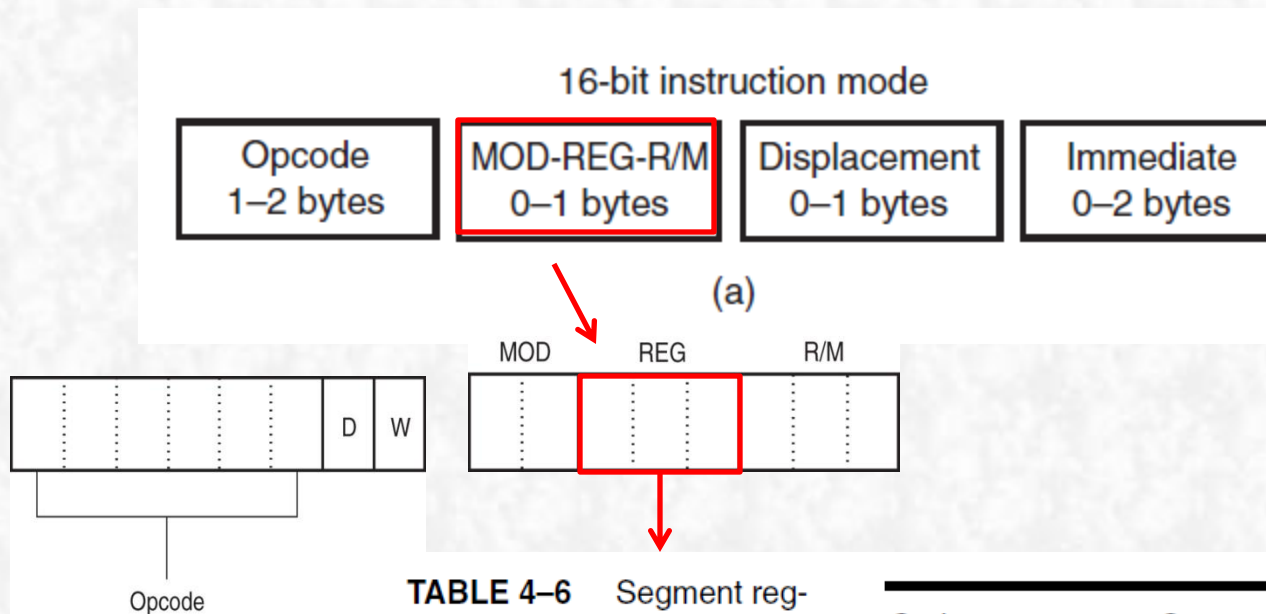 16-bit instruction mode
Opcode
1–2 bytes
MOD-REG-R/M
0–1 bytes
Displacement
0–1 bytes
Immediate
0–2 bytes
(a)
MOD REG R/M
D W
Opcode
TABLE 4–6 Segment reg-